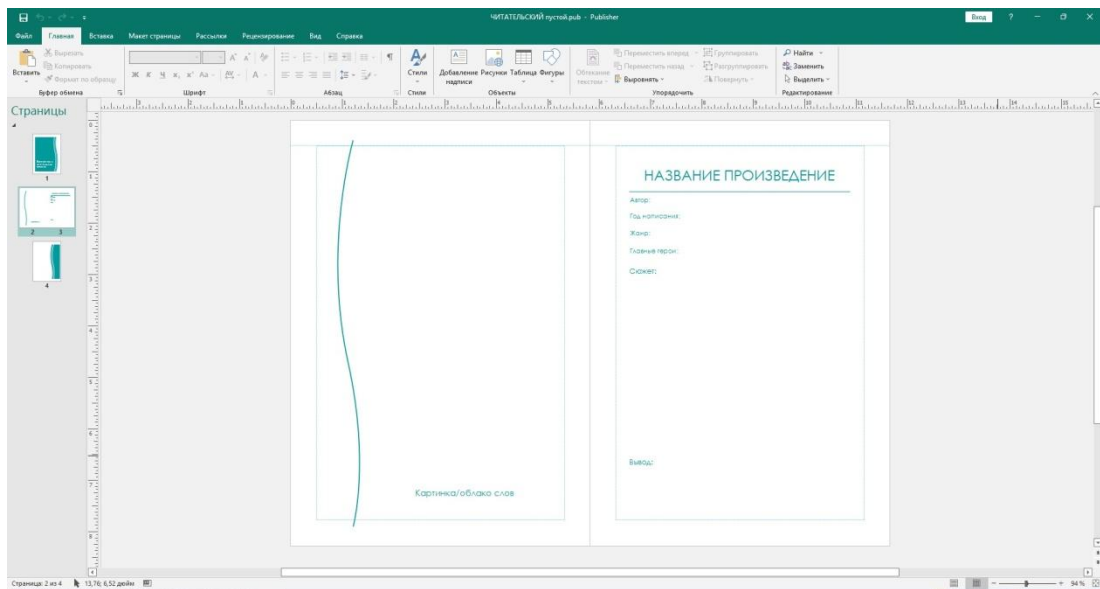 ЧИТАТЕЛЬСКИЙ пустой.pub - Publisher
Вход
?
Файл Главная Вставка Макет страницы Рассылки Рецензирование Вид Справка
Вставить
Вырезать
Копировать
Формат по образцу
Буфер обмена
Ж К Ч x, x' Aa
Шрифт
Абзац
Стили
Стили
Добавление надписи
Рисунки
Таблица
Фигуры
Объекты
Обтекание текстом
Переместить вперед
Переместить назад
Выровнять
Группировать
Разгруппировать
Повернуть
Упорядочить
Найти
Заменить
Выделить
Редактирование
Страницы
1
2 3
4
НАЗВАНИЕ ПРОИЗВЕДЕНИЕ
Автор:
Год написания:
Жанр:
Главные герои:
Сюжет:
Вывод:
Картинка/облако слов
Страница: 2 из 4
13,76; 6,52 дюйм
94 %